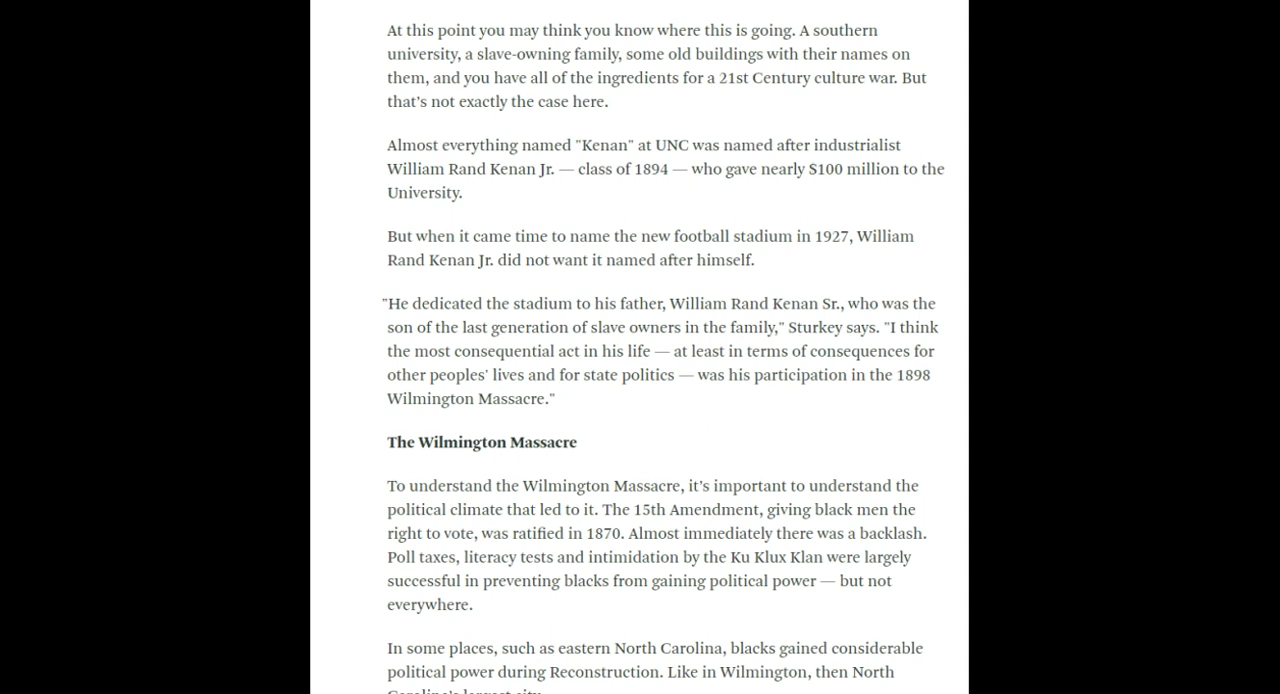 At this point you may think you know where this is going. A southern
university, a slave-owning family, some old buildings with their names on
them, and you have all of the ingredients for a 21st Century culture war. But
that's not exactly the case here.
Almost everything named "Kenan" at UNC was named after industrialist
William Rand Kenan Jr. — class of 1894 — who gave nearly $100 million to the
University.
But when it came time to name the new football stadium in 1927, William
Rand Kenan Jr. did not want it named after himself.
"He dedicated the stadium to his father, William Rand Kenan Sr., who was the
son of the last generation of slave owners in the family," Sturkey says. "I think
the most consequential act in his life — at least in terms of consequences for
other peoples' lives and for state politics — was his participation in the 1898
Wilmington Massacre."
The Wilmington Massacre
To understand the Wilmington Massacre, it's important to understand the
political climate that led to it. The 15th Amendment, giving black men the
right to vote, was ratified in 1870. Almost immediately there was a backlash.
Poll taxes, literacy tests and intimidation by the Ku Klux Klan were largely
successful in preventing blacks from gaining political power — but not
everywhere.
In some places, such as eastern North Carolina, blacks gained considerable
political power during Reconstruction. Like in Wilmington, then North
Carolina's largest city.